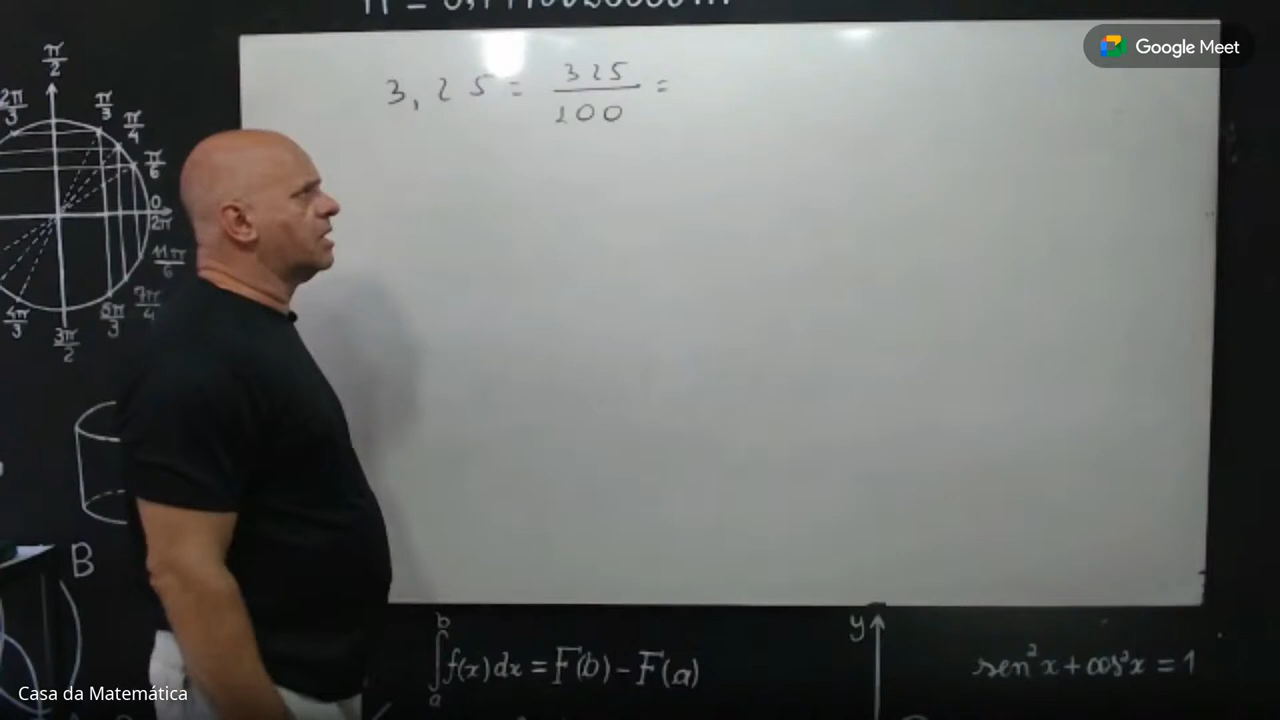 Google Meet
3,25 = 325/100 =
π/2
2π/3
π/3
π/4
π/6
0
2π
11π/6
7π/4
5π/3
3π/2
4π/3
B
b
∫f(x)dx = F(b) - F(a)
a
y
sen²x + cos²x = 1
Casa da Matemática